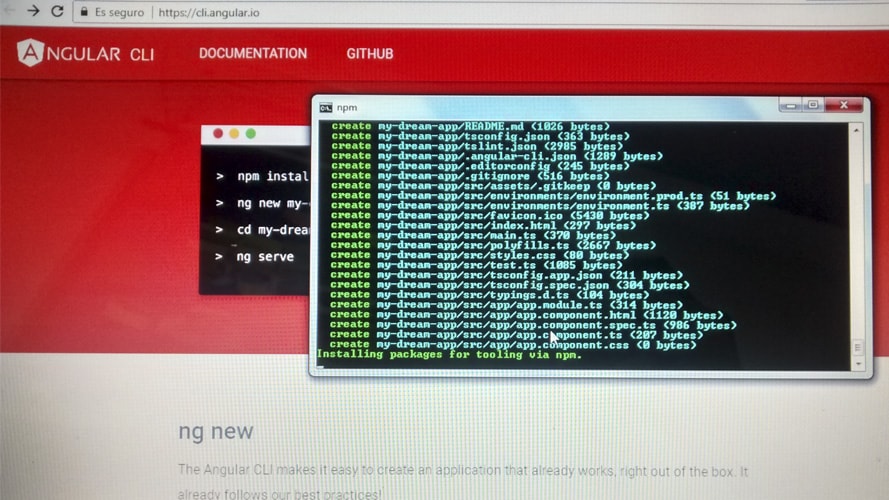 Es seguro | https://cli.angular.io
ANGULAR CLI DOCUMENTATION GITHUB
npm
> npm instal
> ng new my-
> cd my-drea
> ng serve
create my-dream-app/README.md (1026 bytes)
create my-dream-app/tsconfig.json (363 bytes)
create my-dream-app/tslint.json (2985 bytes)
create my-dream-app/.angular-cli.json (1289 bytes)
create my-dream-app/.editorconfig (245 bytes)
create my-dream-app/.gitignore (516 bytes)
create my-dream-app/src/assets/.gitkeep (0 bytes)
create my-dream-app/src/environments/environment.prod.ts (51 bytes)
create my-dream-app/src/environments/environment.ts (387 bytes)
create my-dream-app/src/favicon.ico (5430 bytes)
create my-dream-app/src/index.html (297 bytes)
create my-dream-app/src/main.ts (370 bytes)
create my-dream-app/src/polyfills.ts (2667 bytes)
create my-dream-app/src/styles.css (80 bytes)
create my-dream-app/src/test.ts (1085 bytes)
create my-dream-app/src/tsconfig.app.json (211 bytes)
create my-dream-app/src/tsconfig.spec.json (304 bytes)
create my-dream-app/src/typings.d.ts (104 bytes)
create my-dream-app/src/app/app.module.ts (314 bytes)
create my-dream-app/src/app/app.component.html (1120 bytes)
create my-dream-app/src/app/app.component.spec.ts (986 bytes)
create my-dream-app/src/app/app.component.ts (207 bytes)
create my-dream-app/src/app/app.component.css (0 bytes)
Installing packages for tooling via npm.
ng new
The Angular CLI makes it easy to create an application that already works, right out of the box. It
already follows our best practices!